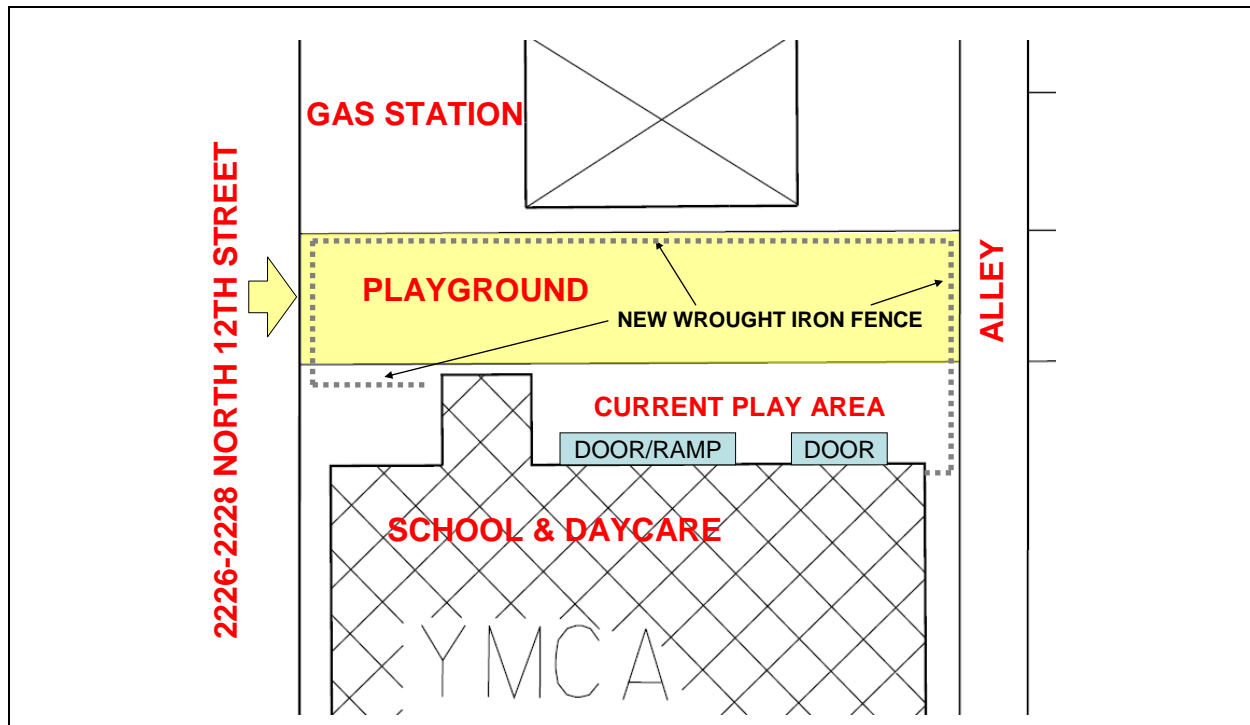 GAS STATION
2226-2228 NORTH 12TH STREET
PLAYGROUND
NEW WROUGHT IRON FENCE
ALLEY
CURRENT PLAY AREA
DOOR/RAMP
DOOR
SCHOOL & DAYCARE
YMCA